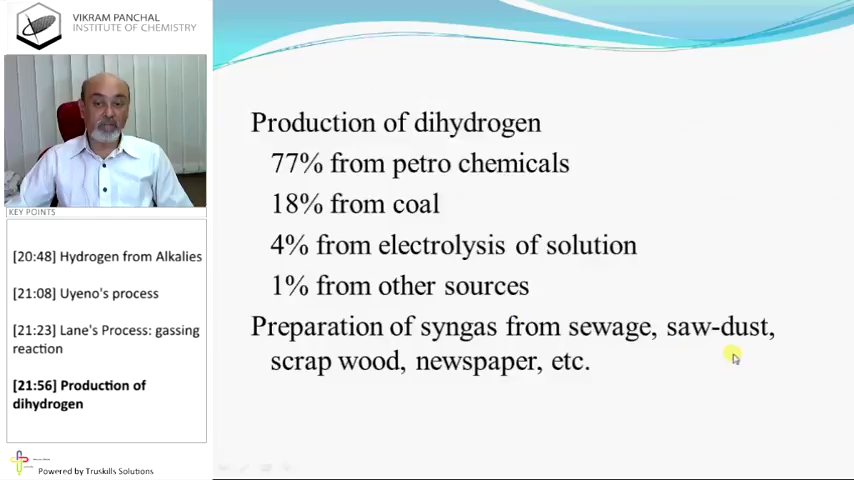 VIKRAM PANCHAL
INSTITUTE OF CHEMISTRY
KEY POINTS
[20:48] Hydrogen from Alkalies
[21:08] Uyeno's process
[21:23] Lane's Process: gassing
reaction
[21:56] Production of
dihydrogen
Powered by Truskills Solutions
Production of dihydrogen
77% from petro chemicals
18% from coal
4% from electrolysis of solution
1% from other sources
Preparation of syngas from sewage, saw-dust,
scrap wood, newspaper, etc.